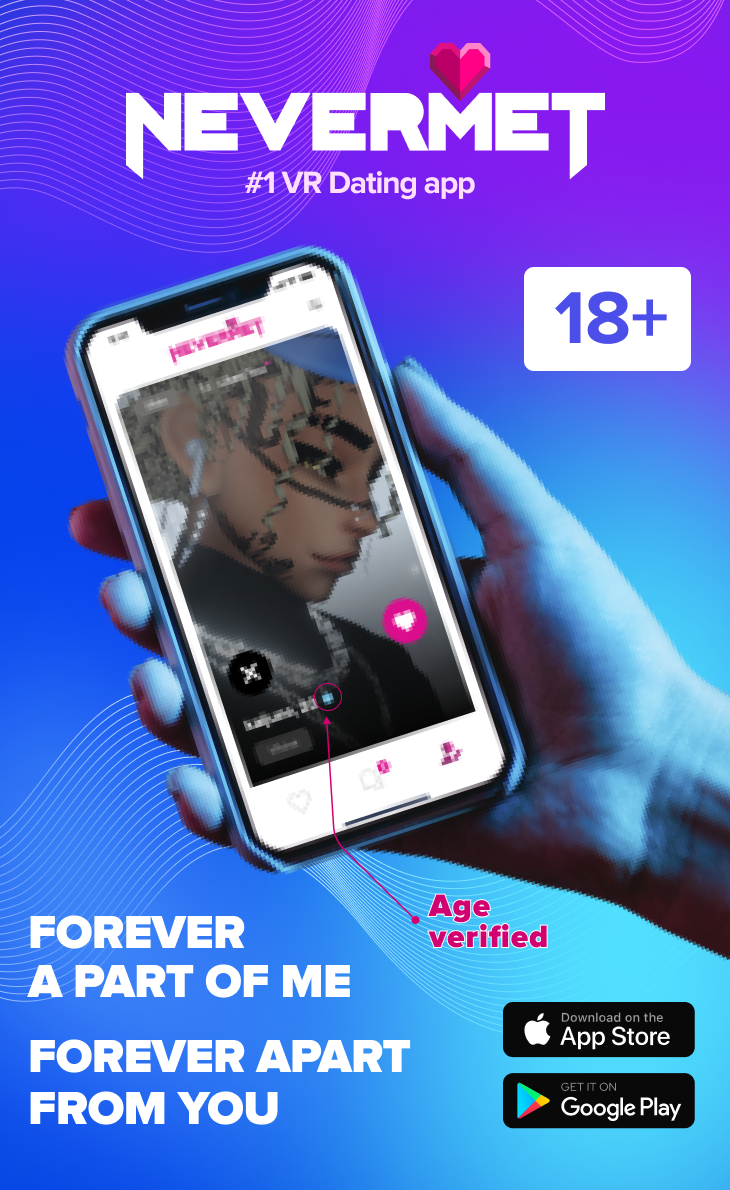 NEVERMET
#1 VR Dating app
18+
NEVERMET
Age
verified
FOREVER
A PART OF ME
FOREVER APART
FROM YOU
Download on the
App Store
GET IT ON
Google Play